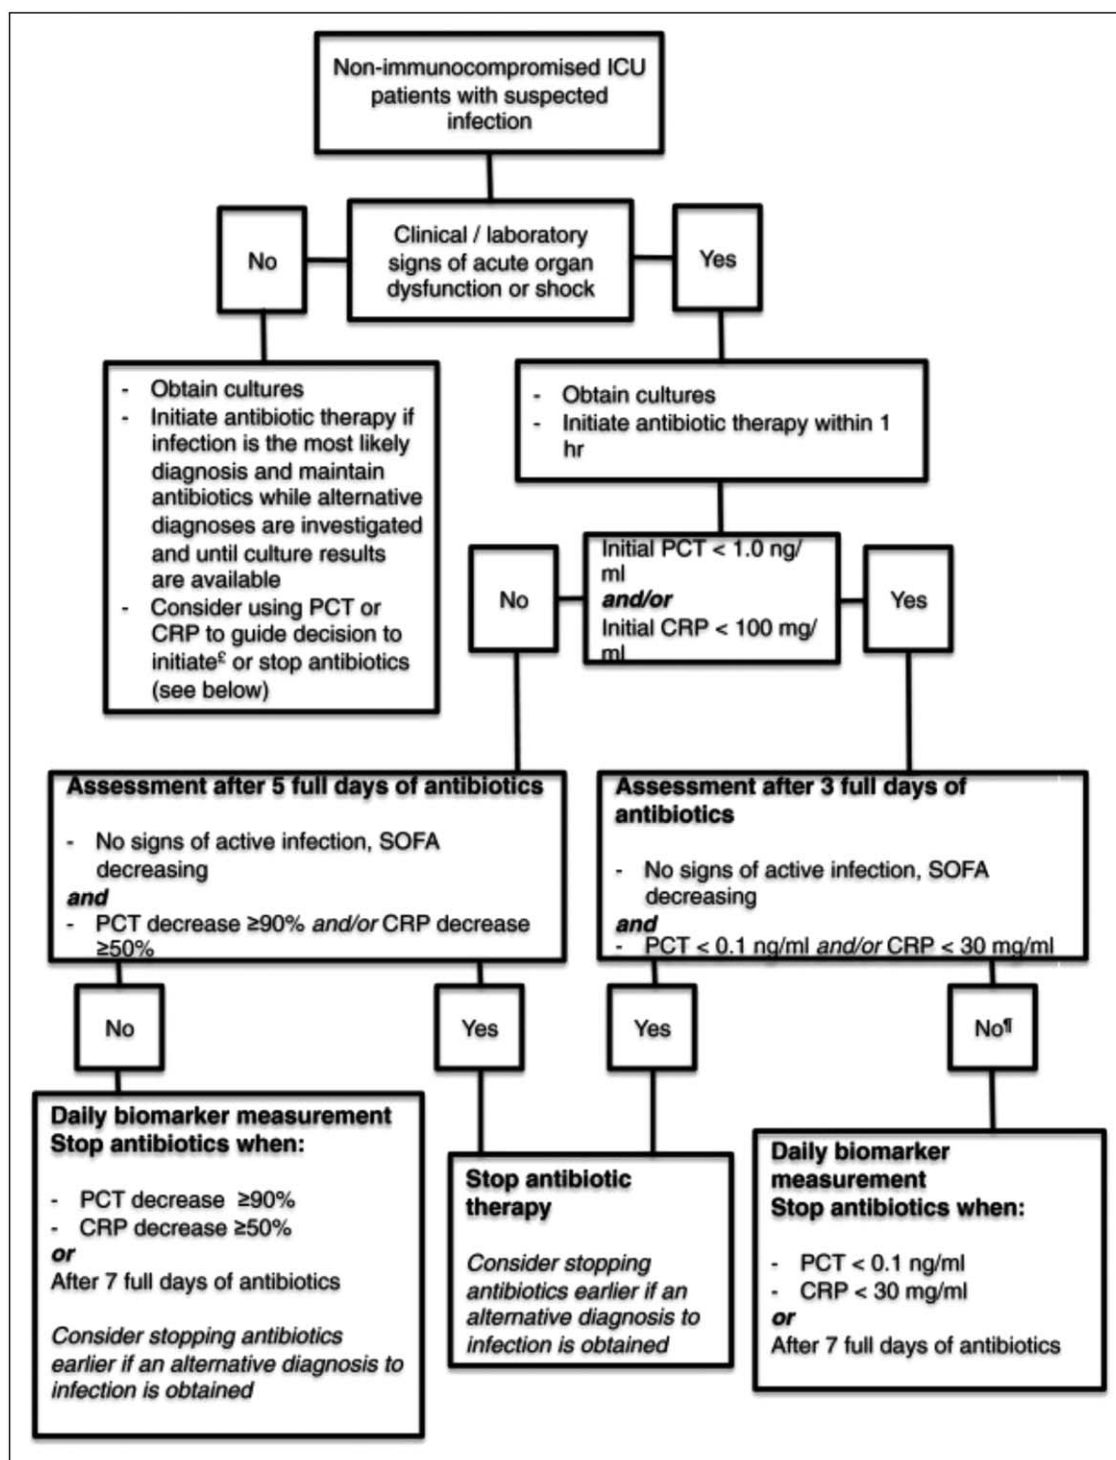 Non-immunocompromised ICU
patients with suspected
infection
No
Clinical / laboratory
signs of acute organ
dysfunction or shock
Yes
- Obtain cultures
- Initiate antibiotic therapy if
infection is the most likely
diagnosis and maintain
antibiotics while alternative
diagnoses are investigated
and until culture results
are available
- Consider using PCT or
CRP to guide decision to
initiate£ or stop antibiotics
(see below)
- Obtain cultures
- Initiate antibiotic therapy within 1
hr
No
Initial PCT < 1.0 ng/
ml
and/or
Initial CRP < 100 mg/
ml
Yes
Assessment after 5 full days of antibiotics
- No signs of active infection, SOFA
decreasing
and
- PCT decrease ≥90% and/or CRP decrease
≥50%
Assessment after 3 full days of
antibiotics
- No signs of active infection, SOFA
decreasing
and
- PCT < 0.1 ng/ml and/or CRP < 30 mg/ml
No
Yes
Yes
No¶
Daily biomarker measurement
Stop antibiotics when:
- PCT decrease ≥90%
- CRP decrease ≥50%
or
After 7 full days of antibiotics
Consider stopping antibiotics
earlier if an alternative diagnosis to
infection is obtained
Stop antibiotic
therapy
Consider stopping
antibiotics earlier if an
alternative diagnosis to
infection is obtained
Daily biomarker
measurement
Stop antibiotics when:
- PCT < 0.1 ng/ml
- CRP < 30 mg/ml
or
After 7 full days of antibiotics